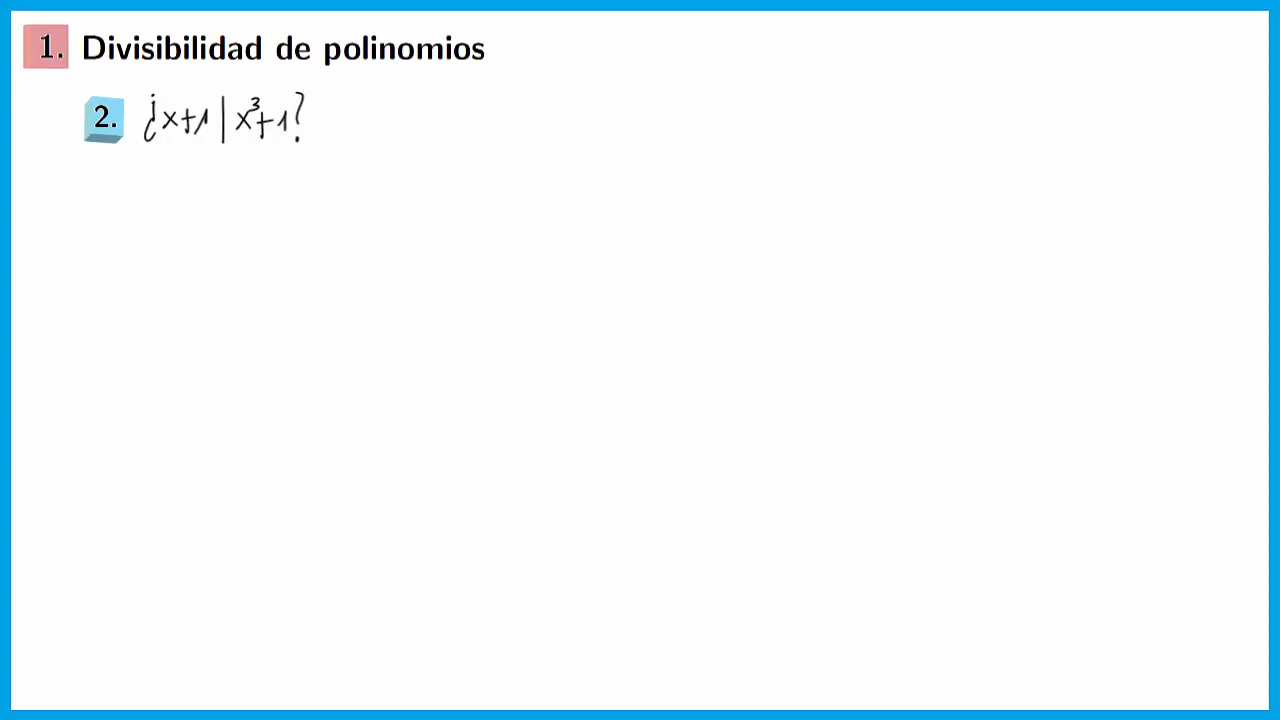 1. Divisibilidad de polinomios
2. ¿x+1 | x³+1?